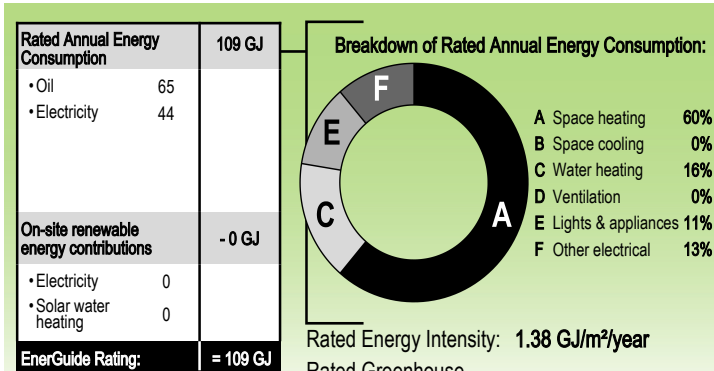 Rated Annual Energy
Consumption
109 GJ
• Oil 65
• Electricity 44
On-site renewable
energy contributions
- 0 GJ
• Electricity 0
• Solar water
heating 0
EnerGuide Rating: = 109 GJ
Breakdown of Rated Annual Energy Consumption:
F
E
C
A
A Space heating 60%
B Space cooling 0%
C Water heating 16%
D Ventilation 0%
E Lights & appliances 11%
F Other electrical 13%
Rated Energy Intensity: 1.38 GJ/m²/year
Rated Greenhouse